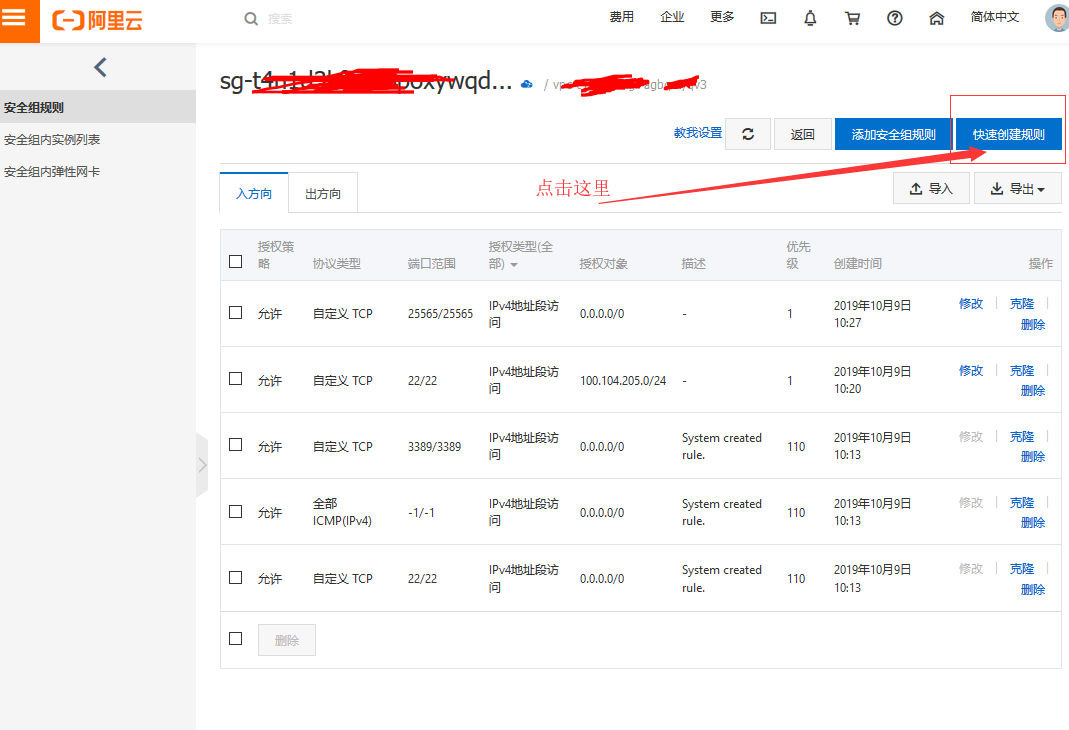 阿里云
搜索
费用 企业 更多 简体中文
安全组规则
安全组内实例列表
安全组内弹性网卡
教我设置 返回 添加安全组规则 快速创建规则
点击这里
入方向 出方向 导入 导出
授权策略 协议类型 端口范围 授权类型(全部) 授权对象 描述 优先级 创建时间 操作
允许 自定义 TCP 25565/25565 IPv4地址段访问 0.0.0.0/0 - 1 2019年10月9日 10:27 修改 克隆 删除
允许 自定义 TCP 22/22 IPv4地址段访问 100.104.205.0/24 - 1 2019年10月9日 10:20 修改 克隆 删除
允许 自定义 TCP 3389/3389 IPv4地址段访问 0.0.0.0/0 System created rule. 110 2019年10月9日 10:13 修改 克隆 删除
允许 全部 ICMP(IPv4) -1/-1 IPv4地址段访问 0.0.0.0/0 System created rule. 110 2019年10月9日 10:13 修改 克隆 删除
允许 自定义 TCP 22/22 IPv4地址段访问 0.0.0.0/0 System created rule. 110 2019年10月9日 10:13 修改 克隆 删除
删除